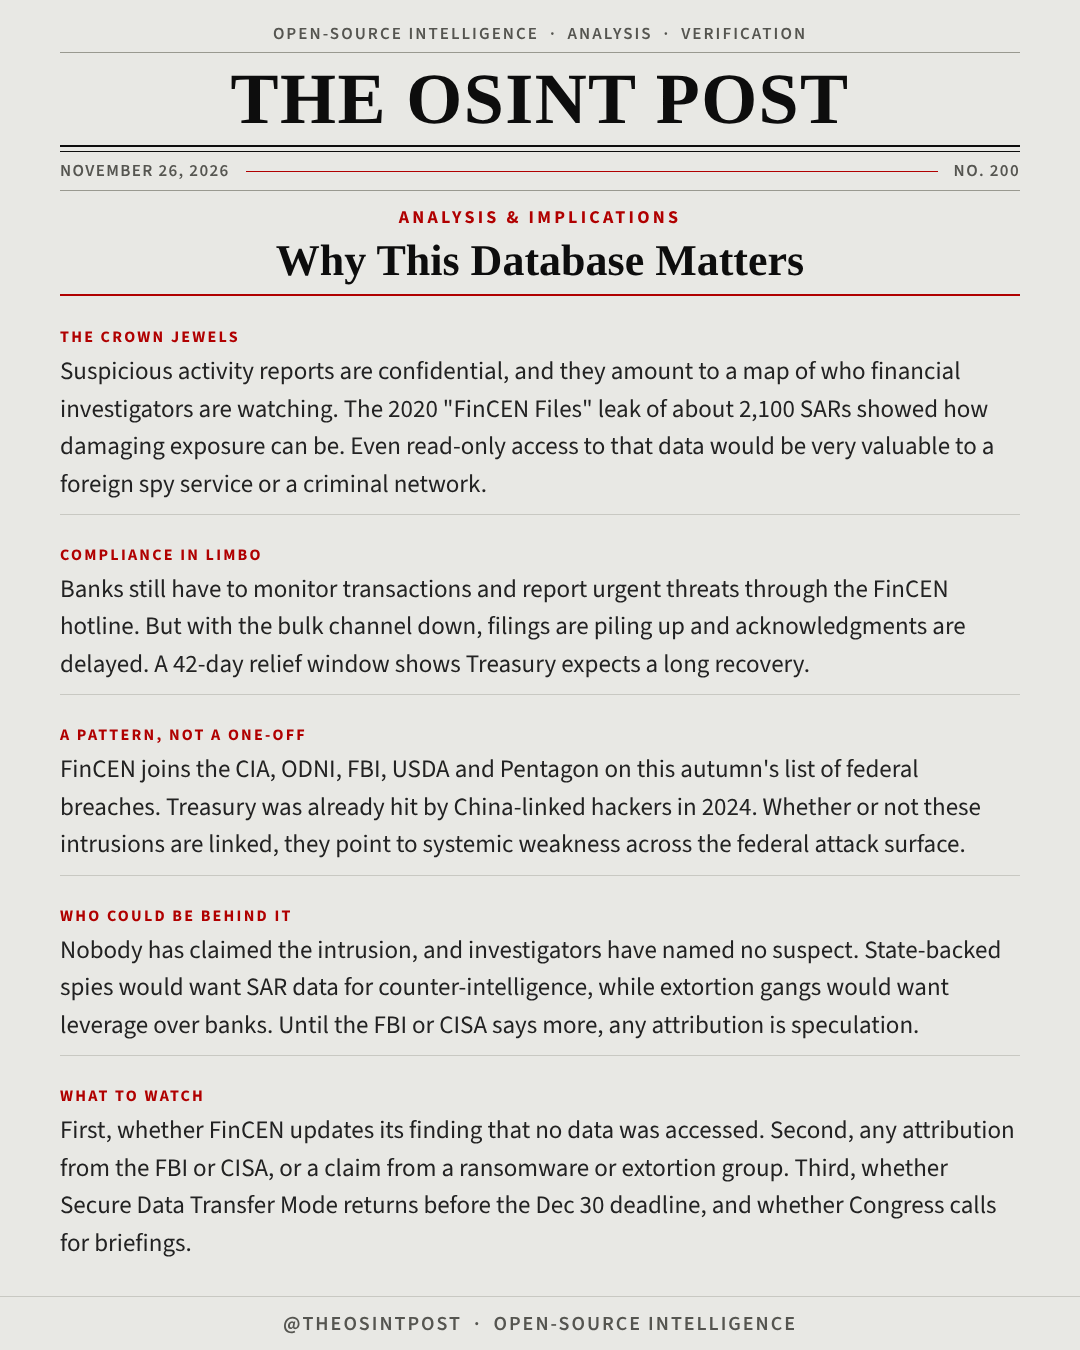 OPEN-SOURCE INTELLIGENCE · ANALYSIS · VERIFICATION
THE OSINT POST
NOVEMBER 26, 2026 NO. 200
ANALYSIS & IMPLICATIONS
Why This Database Matters
THE CROWN JEWELS
Suspicious activity reports are confidential, and they amount to a map of who financial
investigators are watching. The 2020 "FinCEN Files" leak of about 2,100 SARs showed how
damaging exposure can be. Even read-only access to that data would be very valuable to a
foreign spy service or a criminal network.
COMPLIANCE IN LIMBO
Banks still have to monitor transactions and report urgent threats through the FinCEN
hotline. But with the bulk channel down, filings are piling up and acknowledgments are
delayed. A 42-day relief window shows Treasury expects a long recovery.
A PATTERN, NOT A ONE-OFF
FinCEN joins the CIA, ODNI, FBI, USDA and Pentagon on this autumn's list of federal
breaches. Treasury was already hit by China-linked hackers in 2024. Whether or not these
intrusions are linked, they point to systemic weakness across the federal attack surface.
WHO COULD BE BEHIND IT
Nobody has claimed the intrusion, and investigators have named no suspect. State-backed
spies would want SAR data for counter-intelligence, while extortion gangs would want
leverage over banks. Until the FBI or CISA says more, any attribution is speculation.
WHAT TO WATCH
First, whether FinCEN updates its finding that no data was accessed. Second, any attribution
from the FBI or CISA, or a claim from a ransomware or extortion group. Third, whether
Secure Data Transfer Mode returns before the Dec 30 deadline, and whether Congress calls
for briefings.
@THEOSINTPOST · OPEN-SOURCE INTELLIGENCE